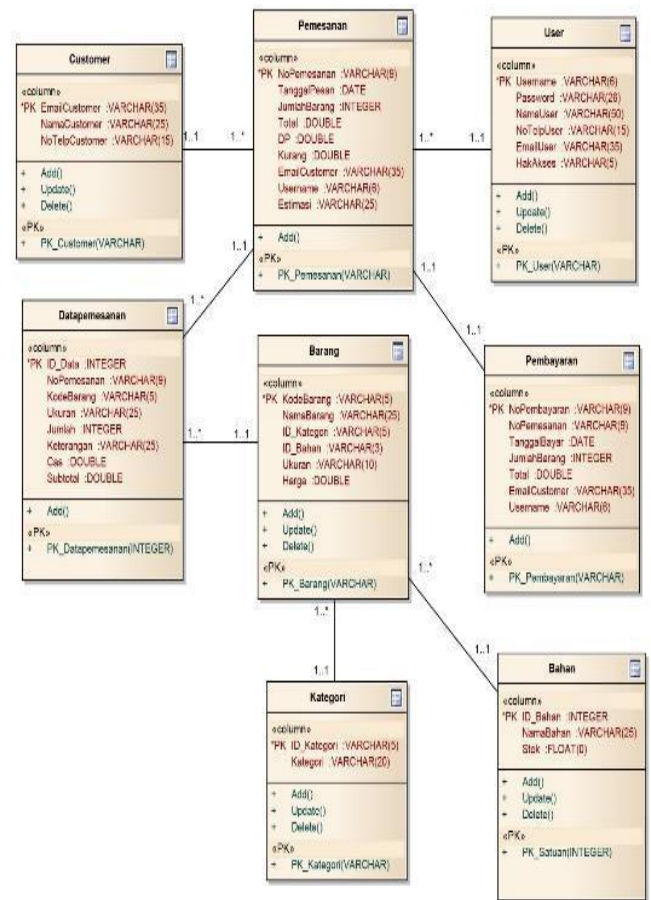 Customer
«column»
*PK EmailCustomer :VARCHAR(35)
NamaCustomer :VARCHAR(25)
NoTelpCustomer :VARCHAR(15)
+ Add()
+ Update()
+ Delete()
«PK»
+ PK_Customer(VARCHAR)
1..1
1..*
Pemesanan
«column»
*PK NoPemesanan :VARCHAR(9)
TanggalPesan :DATE
JumlahBarang :INTEGER
Total :DOUBLE
DP :DOUBLE
Kurang :DOUBLE
EmailCustomer :VARCHAR(35)
Username :VARCHAR(6)
Estimasi :VARCHAR(25)
+ Add()
«PK»
+ PK_Pemesanan(VARCHAR)
1..*
1..1
User
«column»
*PK Username :VARCHAR(6)
Password :VARCHAR(28)
NamaUser :VARCHAR(50)
NoTelpUser :VARCHAR(15)
EmailUser :VARCHAR(35)
HakAkses :VARCHAR(5)
+ Add()
+ Update()
+ Delete()
«PK»
+ PK_User(VARCHAR)
1..1
1..*
1..1
1..1
Datapemesanan
«column»
*PK ID_Data :INTEGER
NoPemesanan :VARCHAR(9)
KodeBarang :VARCHAR(5)
Ukuran :VARCHAR(25)
Jumlah :INTEGER
Keterangan :VARCHAR(25)
Cas :DOUBLE
Subtotal :DOUBLE
+ Add()
«PK»
+ PK_Datapemesanan(INTEGER)
1..*
1..1
Barang
«column»
*PK KodeBarang :VARCHAR(5)
NamaBarang :VARCHAR(25)
ID_Kategori :VARCHAR(5)
ID_Bahan :VARCHAR(3)
Ukuran :VARCHAR(10)
Harga :DOUBLE
+ Add()
+ Update()
+ Delete()
«PK»
+ PK_Barang(VARCHAR)
Pembayaran
«column»
*PK NoPembayaran :VARCHAR(9)
NoPemesanan :VARCHAR(9)
TanggalBayar :DATE
JumlahBarang :INTEGER
Total :DOUBLE
EmailCustomer :VARCHAR(35)
Username :VARCHAR(6)
+ Add()
«PK»
+ PK_Pembayaran(VARCHAR)
1..*
1..1
1..*
1..1
Kategori
«column»
*PK ID_Kategori :VARCHAR(5)
Kategori :VARCHAR(20)
+ Add()
+ Update()
+ Delete()
«PK»
+ PK_Kategori(VARCHAR)
Bahan
«column»
*PK ID_Bahan :INTEGER
NamaBahan :VARCHAR(25)
Stok :FLOAT(0)
+ Add()
+ Update()
+ Delete()
«PK»
+ PK_Satuan(INTEGER)